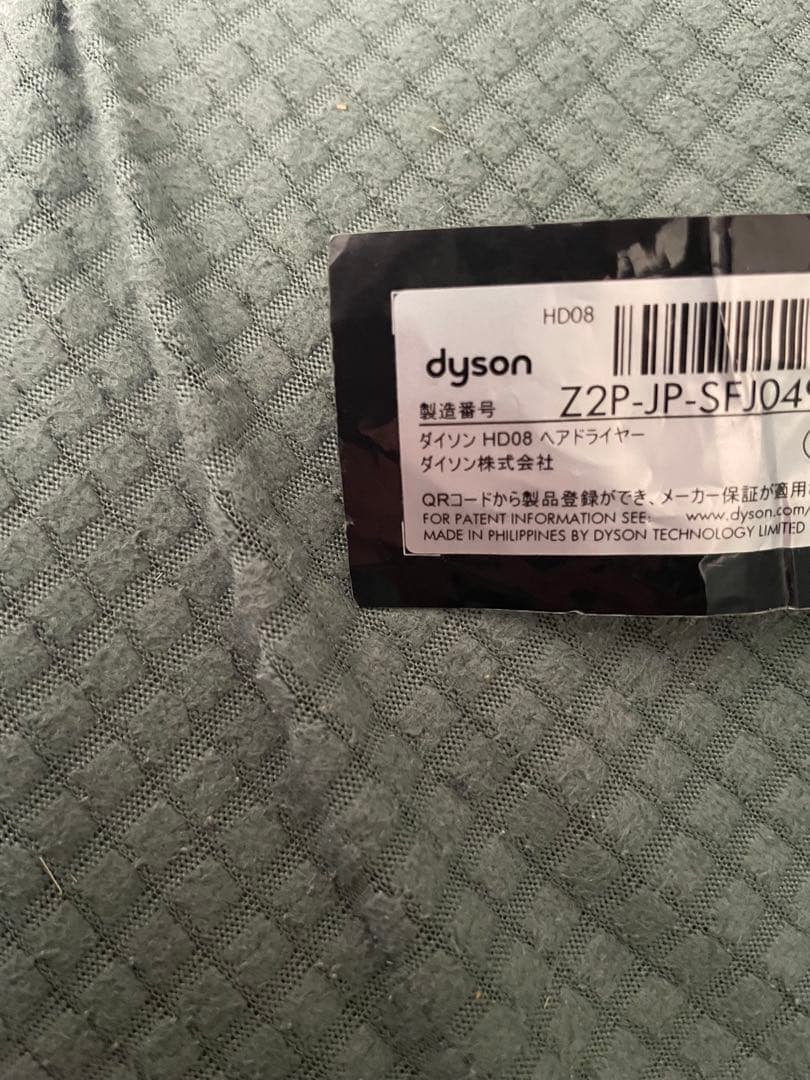 HD08
dyson
製造番号 Z2P-JP-SFJ049
ダイソン HD08 ヘアドライヤー
ダイソン株式会社
QRコードから製品登録ができ、メーカー保証が適用
FOR PATENT INFORMATION SEE: www.dyson.com/
MADE IN PHILIPPINES BY DYSON TECHNOLOGY LIMITED